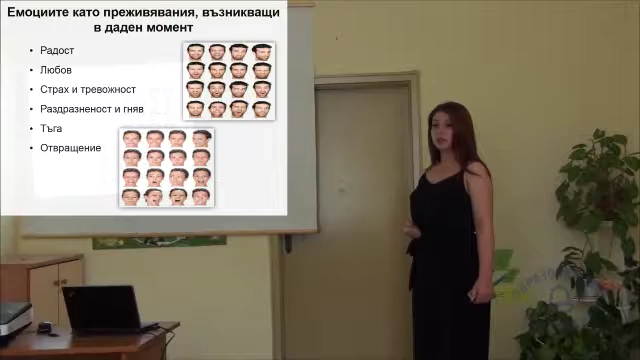 Емоциите като преживявания, възникващи
в даден момент
• Радост
• Любов
• Страх и тревожност
• Раздразненост и гняв
• Тъга
• Отвращение